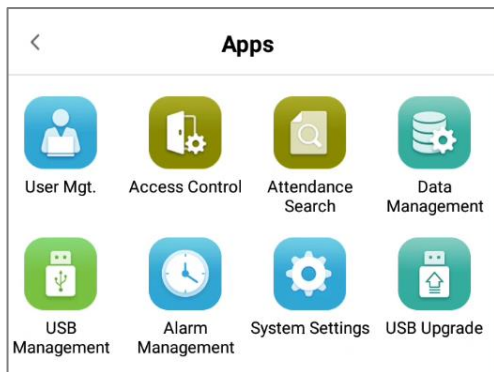 Apps
User Mgt.
Access Control
Attendance
Search
Data
Management
USB
Management
Alarm
Management
System Settings
USB Upgrade